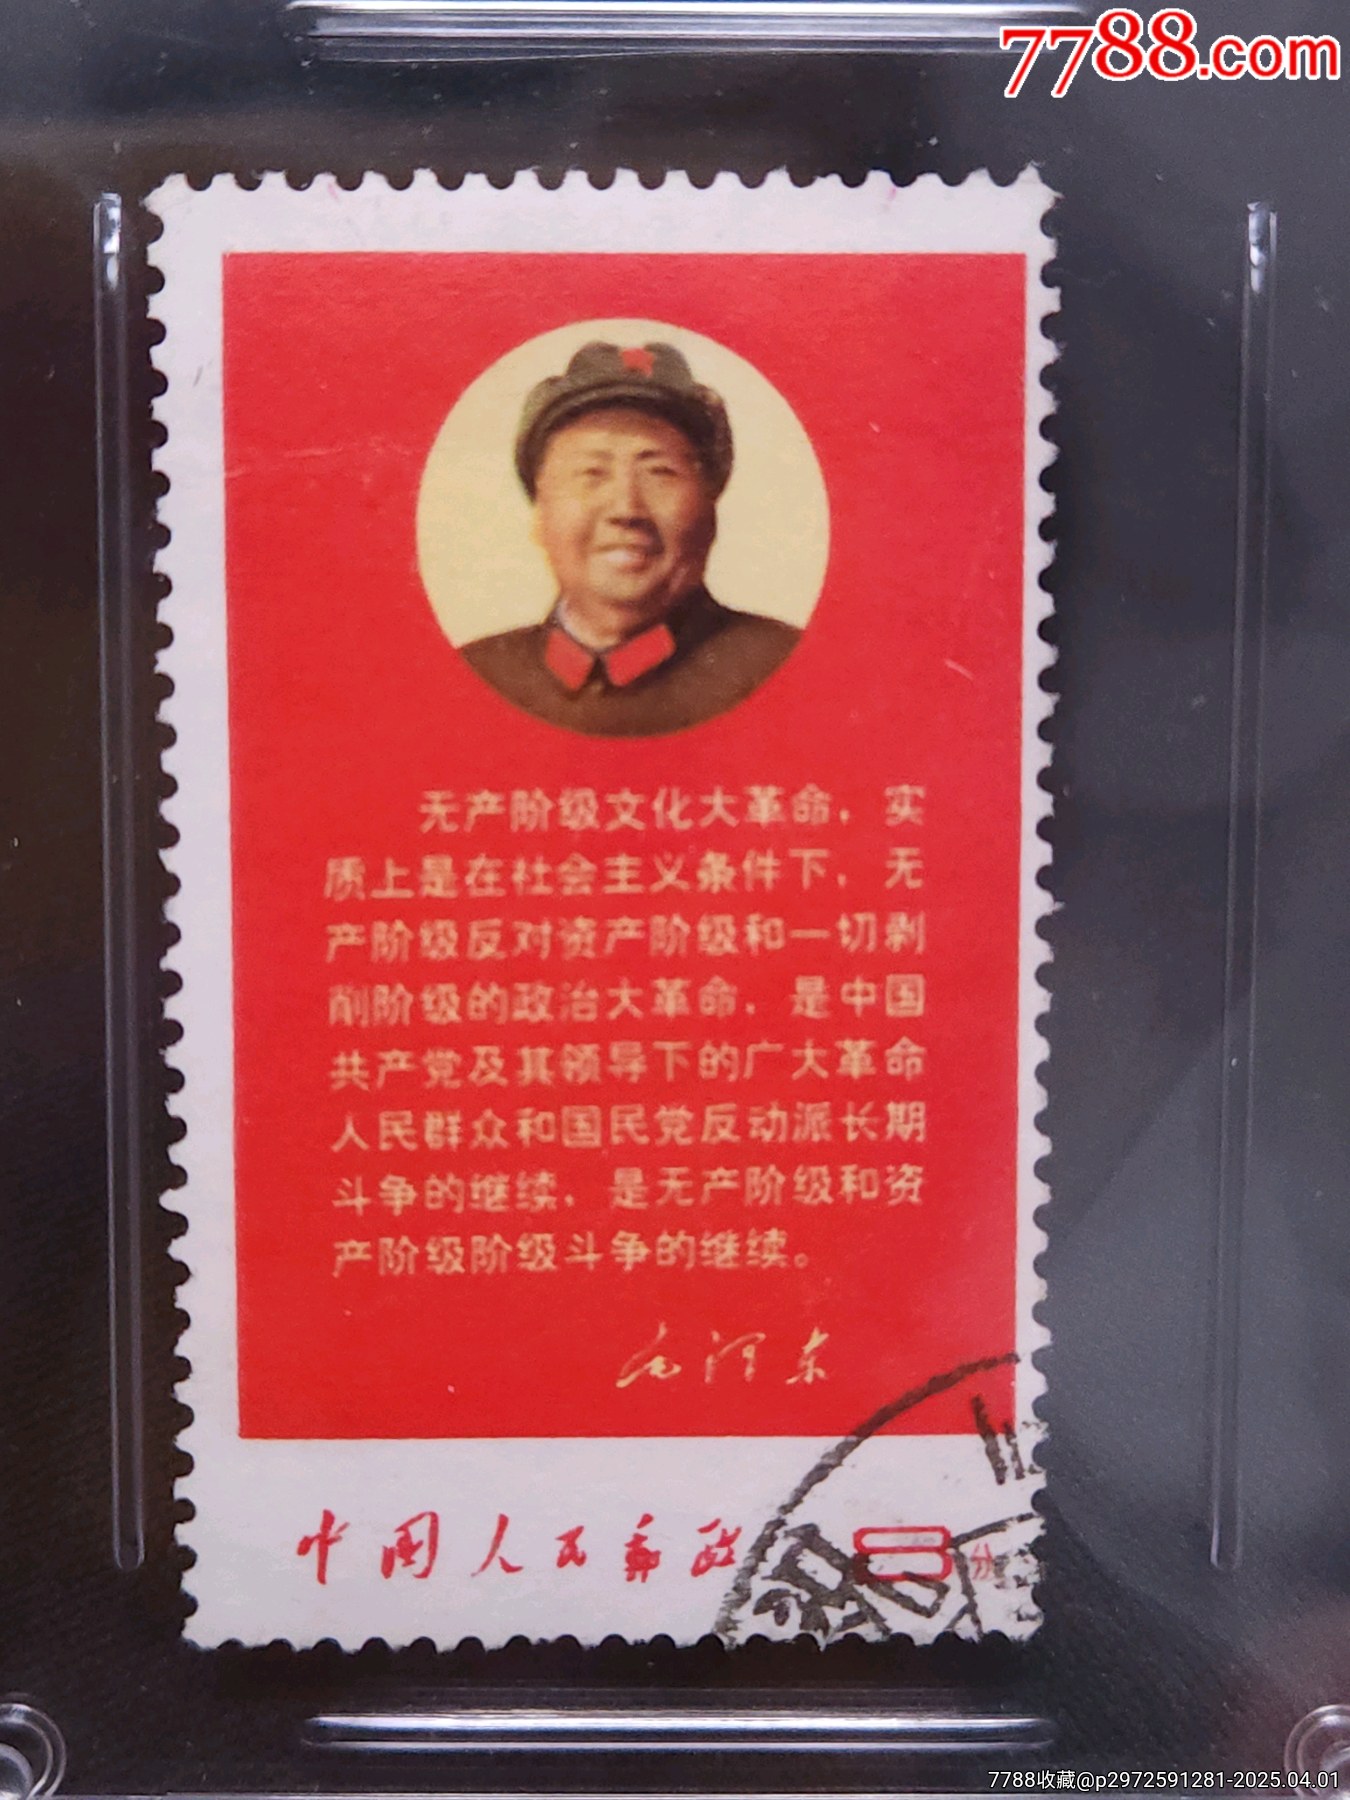 7788.com
无产阶级文化大革命，实
质上是在社会主义条件下，无
产阶级反对资产阶级和一切剥
削阶级的政治大革命，是中国
共产党及其领导下的广大革命
人民群众和国民党反动派长期
斗争的继续，是无产阶级和资
产阶级阶级斗争的继续。
毛泽东
中国人民邮政 8分
7788收藏@p2972591281-2025.04.01